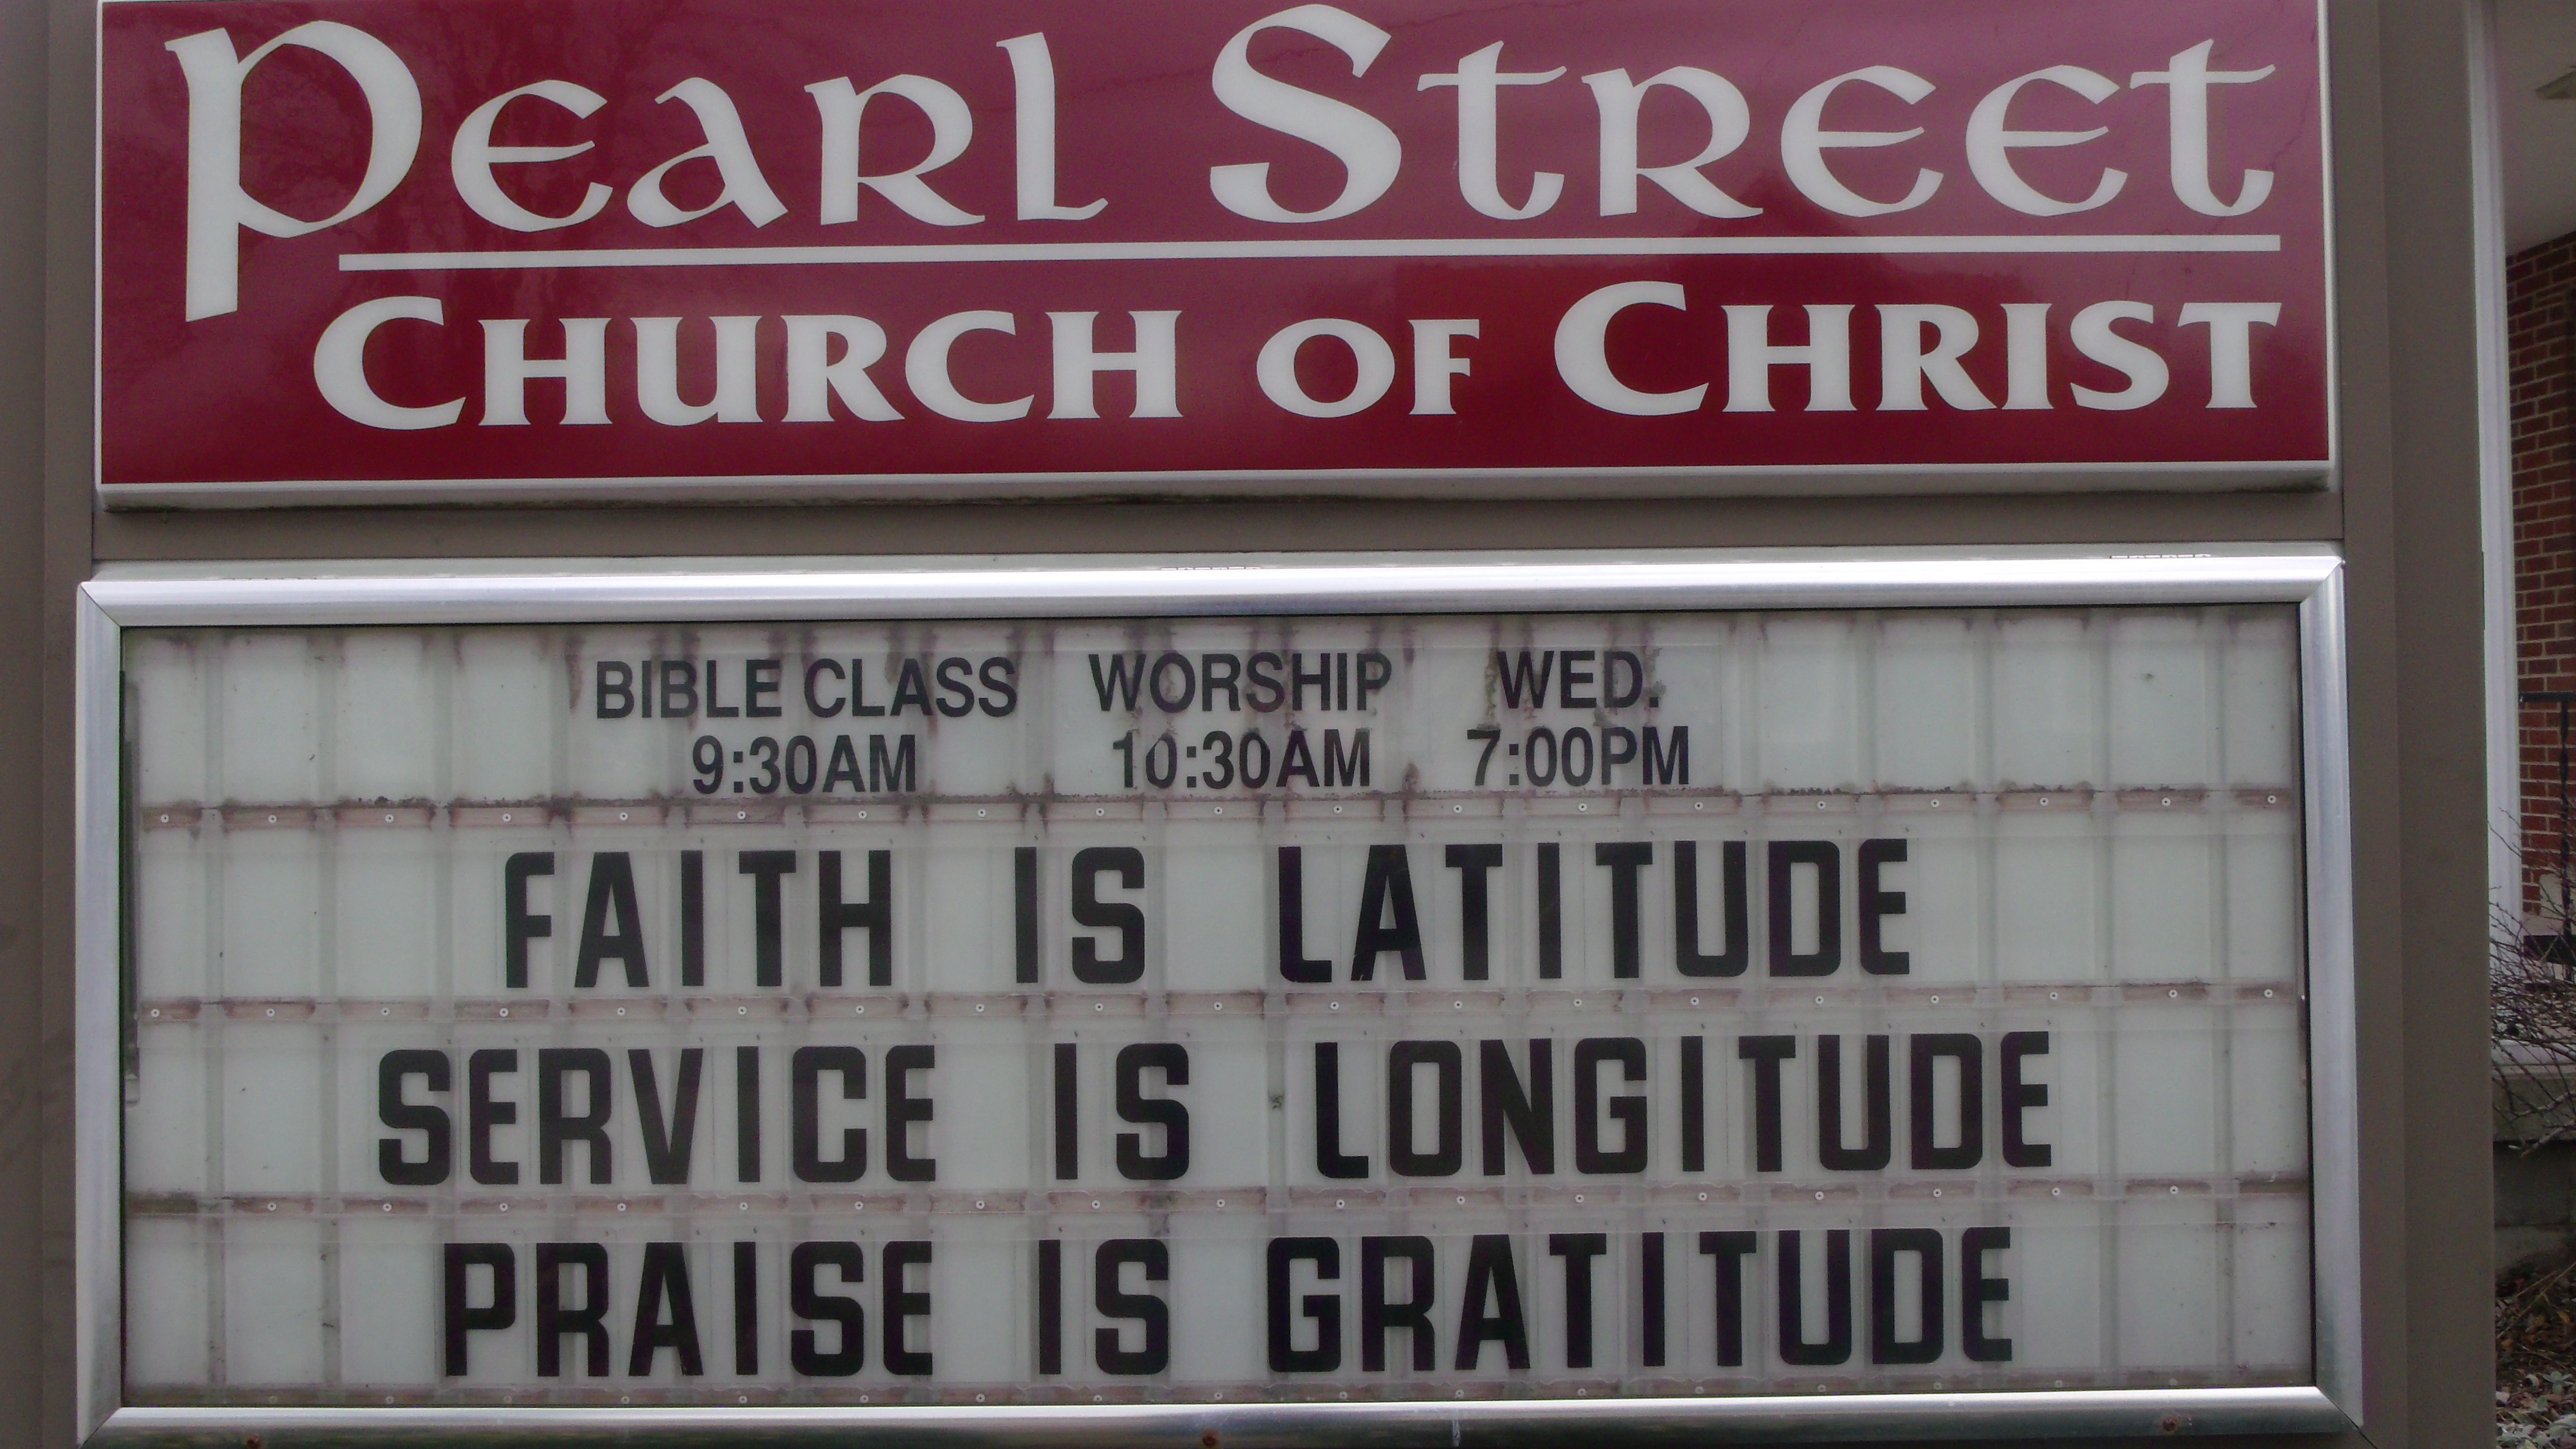 Pearl Street
Church of Christ
BIBLE CLASS WORSHIP WED.
9:30AM 10:30AM 7:00PM
FAITH IS LATITUDE
SERVICE IS LONGITUDE
PRAISE IS GRATITUDE